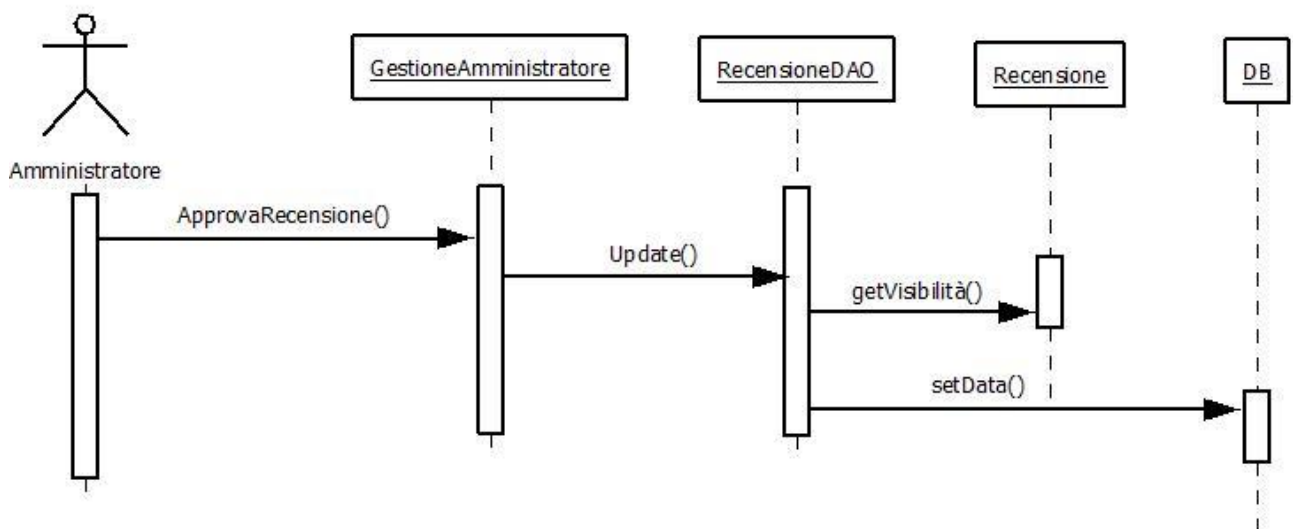 GestioneAmministratore
RecensioneDAO
Recensione
DB
Amministratore
ApprovaRecensione()
Update()
getVisibilità()
setData()